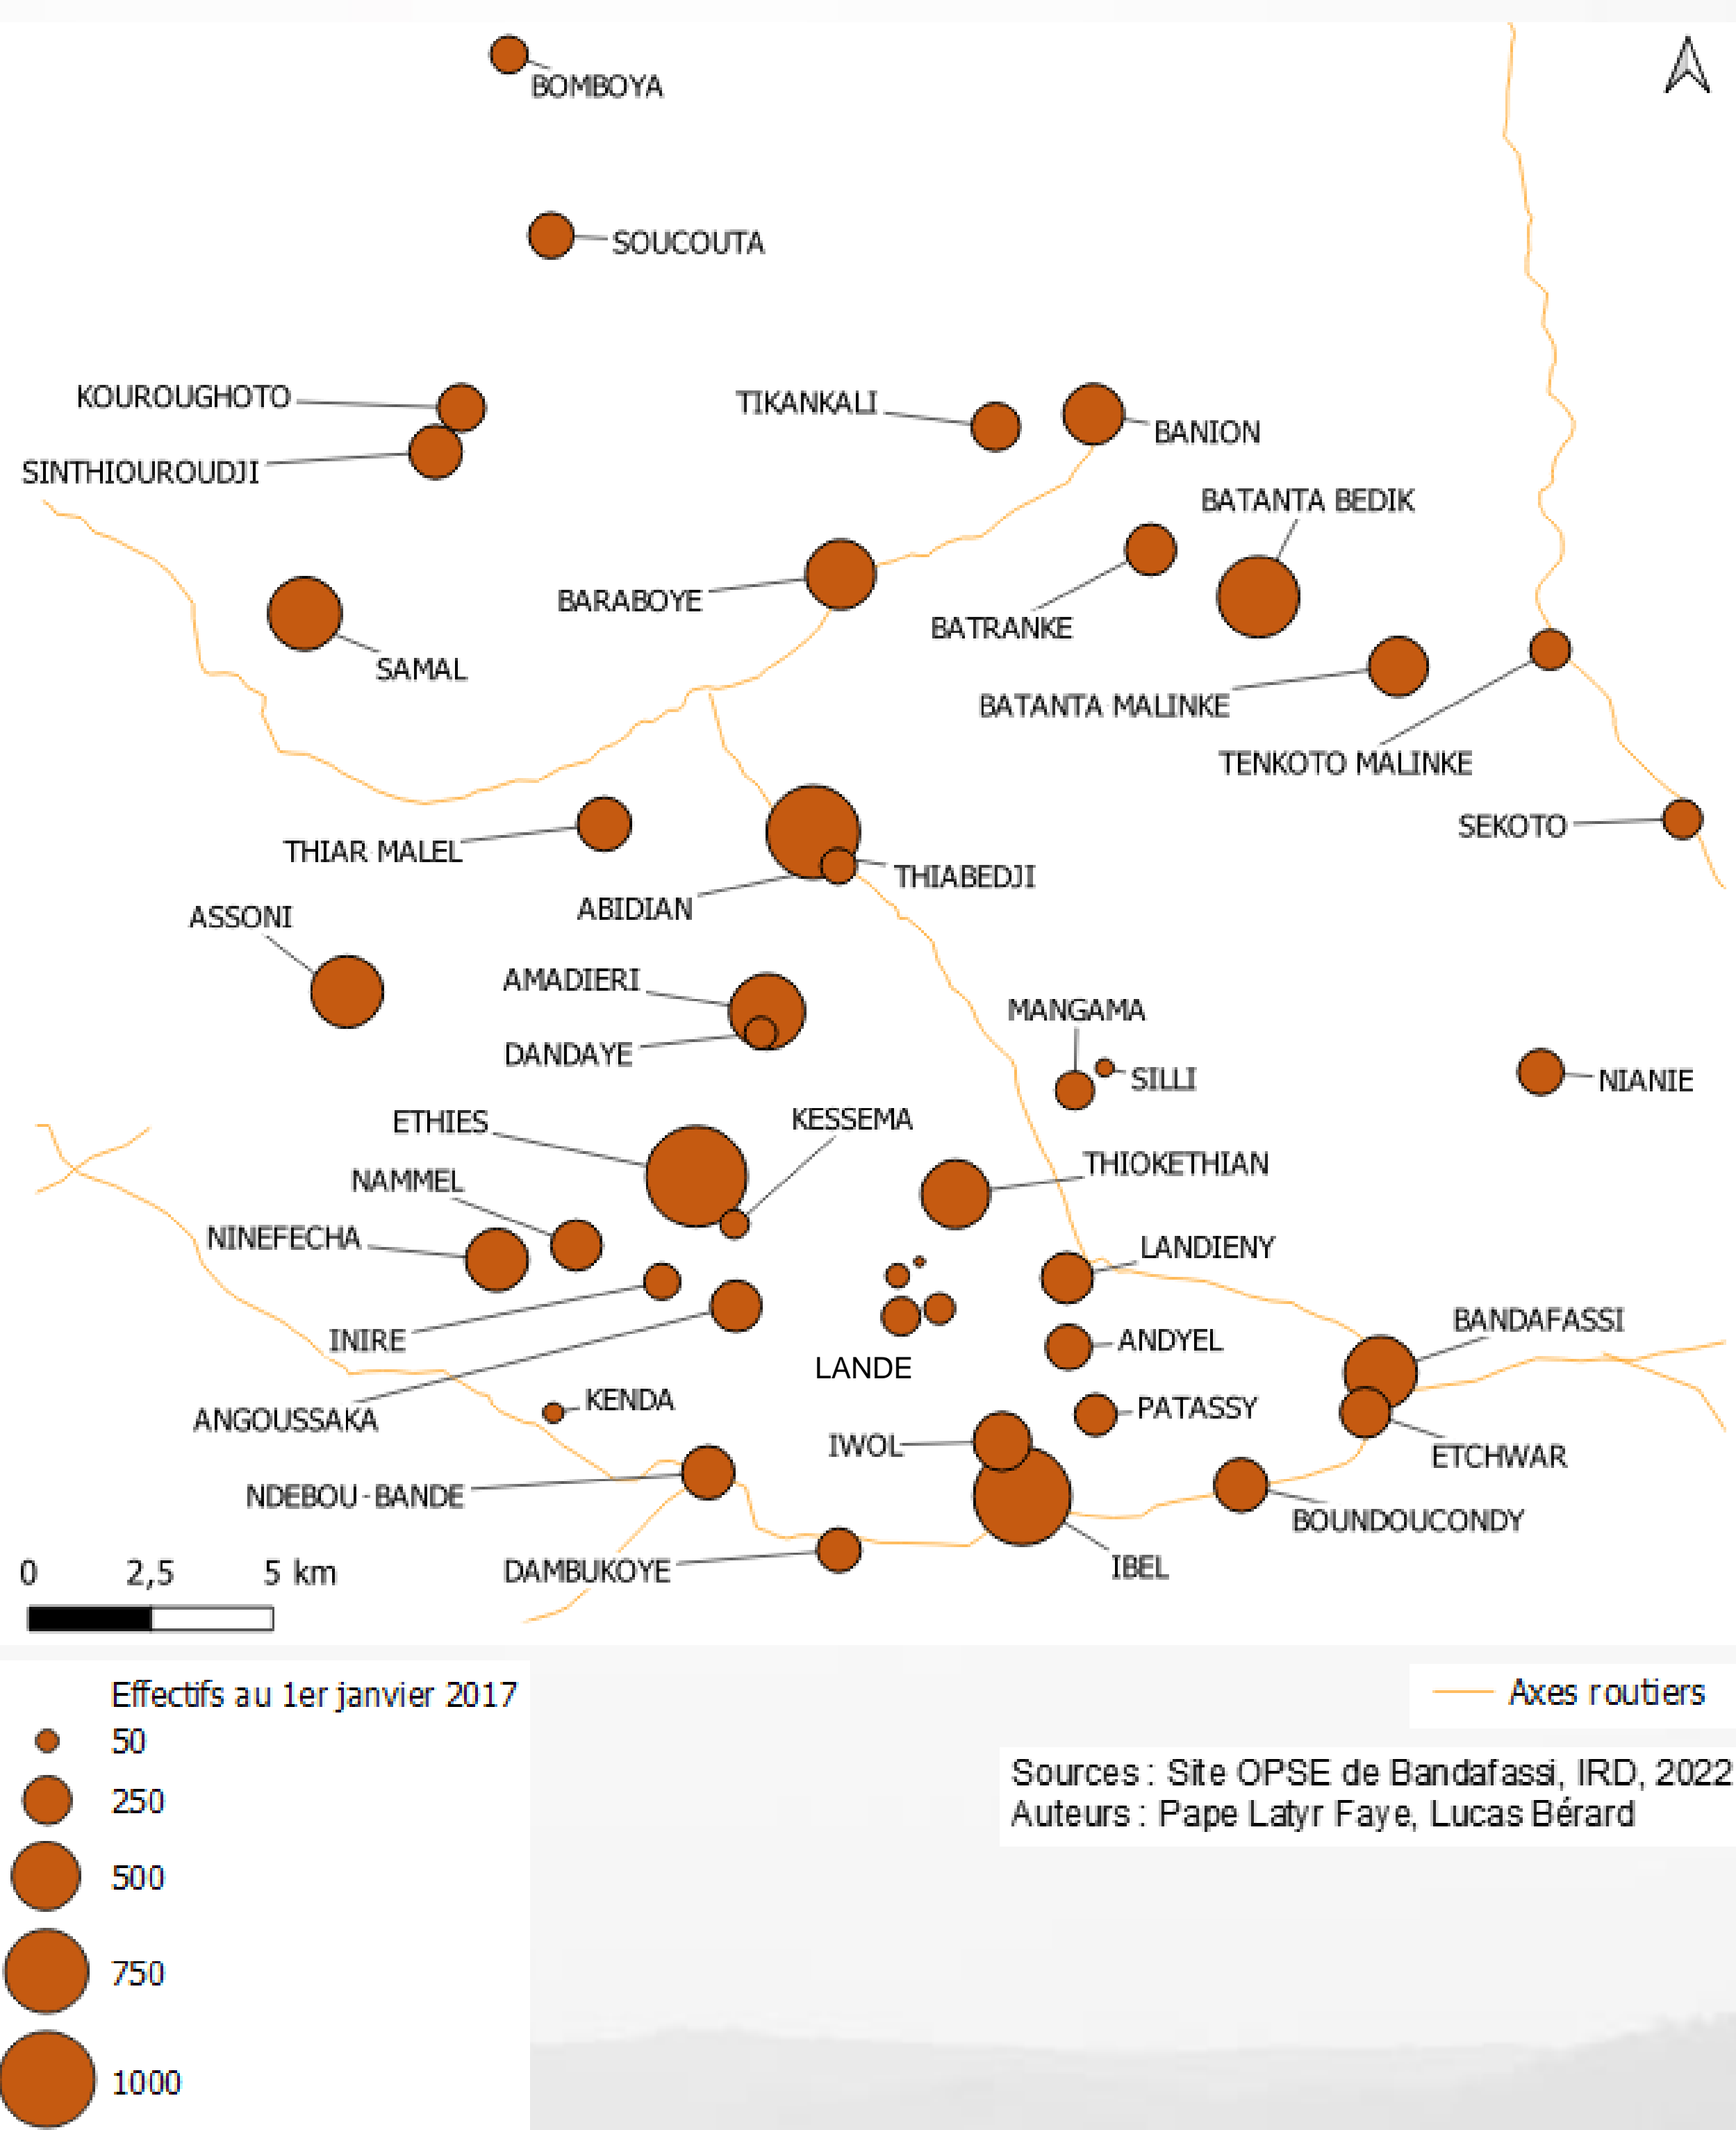 BOMBOYA
SOUCOUTA
KOUROUGHOTO
TIKANKALI
BANION
SINTHIOUROUDJI
BATANTA BEDIK
BARABOYE
BATRANKE
SAMAL
BATANTA MALINKE
TENKOTO MALINKE
SEKOTO
THIAR MALEL
THIABEDJI
ABIDIAN
ASSONI
AMADIERI
MANGAMA
DANDAYE
SILLI
NIANIE
ETHIES
KESSEMA
THIOKETHIAN
NAMMEL
NINEFECHA
LANDIENY
BANDAFASSI
INIRE
ANDYEL
LANDE
KENDA
PATASSY
ANGOUSSAKA
IWOL
ETCHWAR
NDEBOU-BANDE
BOUNDOUCONDY
IBEL
DAMBUKOYE
0 2,5 5 km
Effectifs au 1er janvier 2017
50
250
500
750
1000
Axes routiers
Sources : Site OPSE de Bandafassi, IRD, 2022
Auteurs : Pape Latyr Faye, Lucas Bérard